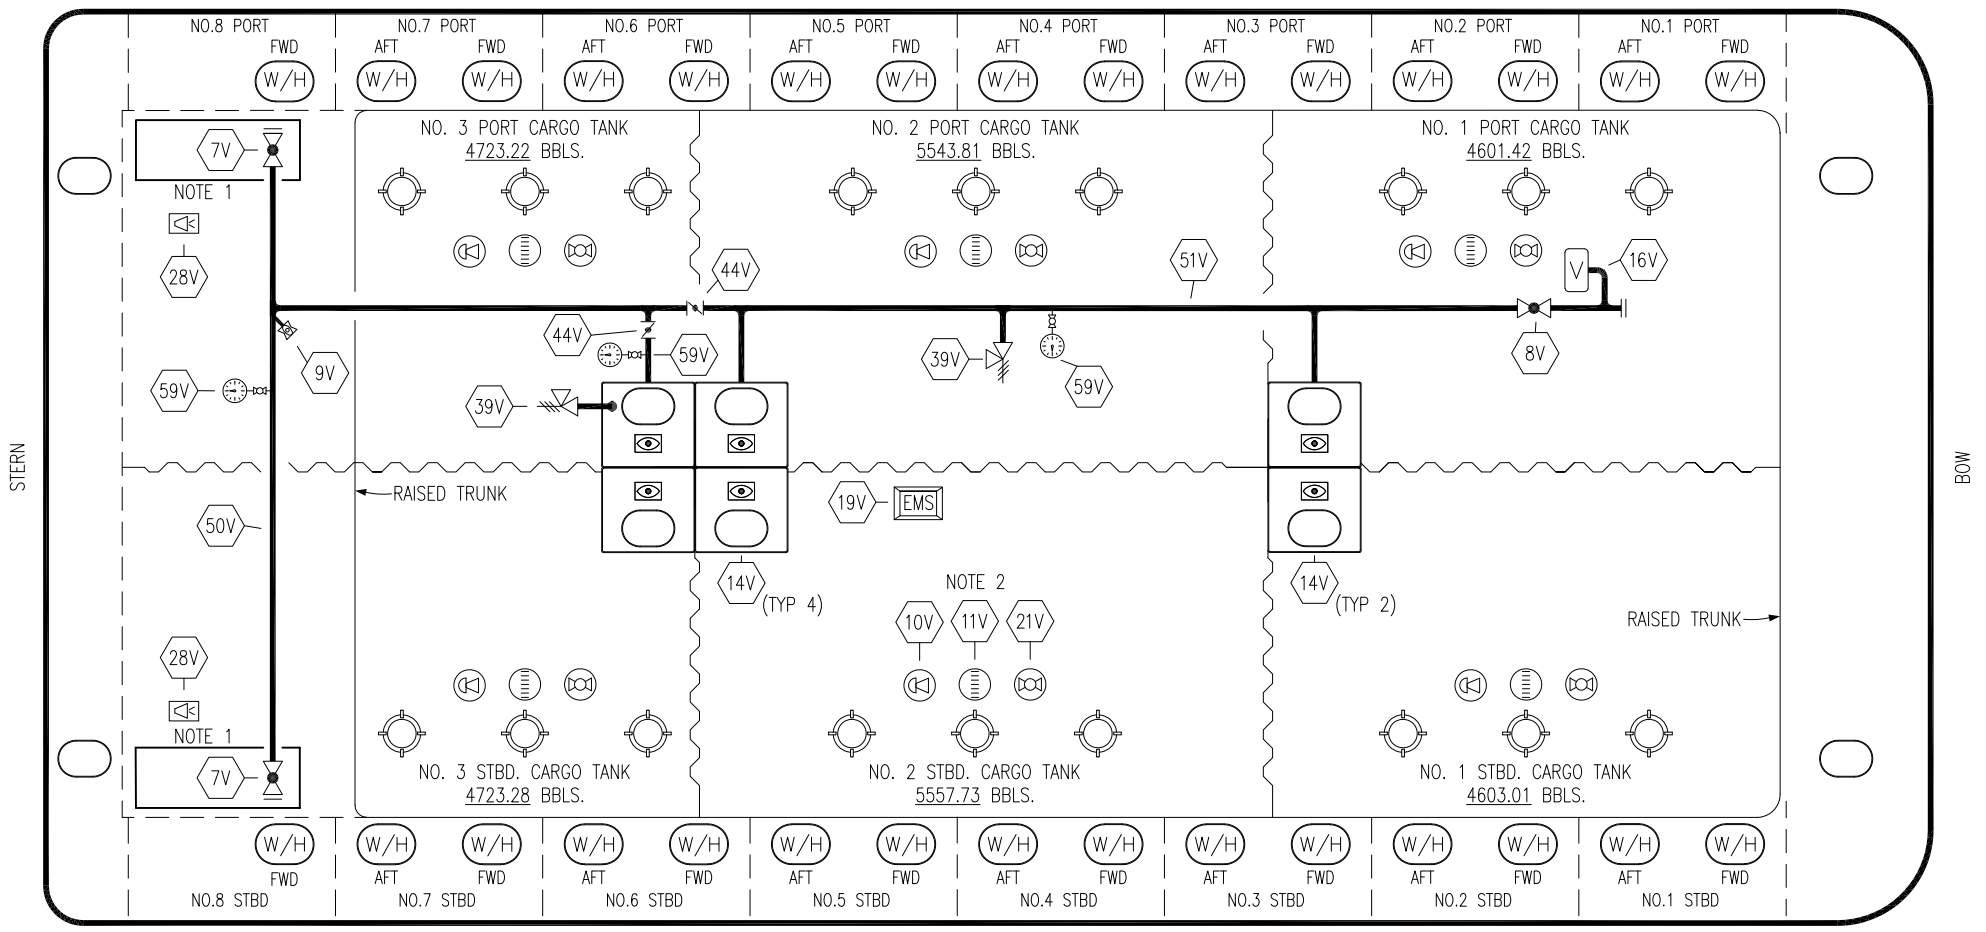 NO.8 PORT NO.7 PORT NO.6 PORT NO.5 PORT NO.4 PORT NO.3 PORT NO.2 PORT NO.1 PORT
FWD AFT FWD AFT FWD AFT FWD AFT FWD AFT FWD AFT FWD AFT FWD
W/H W/H W/H W/H W/H W/H W/H W/H W/H W/H W/H W/H W/H W/H W/H
NO. 3 PORT CARGO TANK
4723.22 BBLS.
NO. 2 PORT CARGO TANK
5543.81 BBLS.
NO. 1 PORT CARGO TANK
4601.42 BBLS.
7V
NOTE 1
28V
44V
51V
V
16V
44V
59V
9V
39V
59V
8V
59V
39V
STERN
BOW
RAISED TRUNK
19V
EMS
50V
14V
(TYP 4)
NOTE 2
10V 11V 21V
14V
(TYP 2)
RAISED TRUNK
28V
NOTE 1
7V
NO. 3 STBD. CARGO TANK
4723.28 BBLS.
NO. 2 STBD. CARGO TANK
5557.73 BBLS.
NO. 1 STBD. CARGO TANK
4603.01 BBLS.
W/H W/H W/H W/H W/H W/H W/H W/H W/H W/H W/H W/H W/H W/H W/H
FWD AFT FWD AFT FWD AFT FWD AFT FWD AFT FWD AFT FWD AFT FWD
NO.8 STBD NO.7 STBD NO.6 STBD NO.5 STBD NO.4 STBD NO.3 STBD NO.2 STBD NO.1 STBD